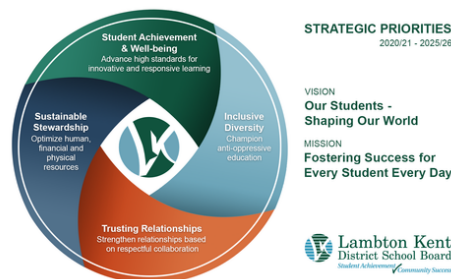 Student Achievement
& Well-being
Advance high standards for
innovative and responsive learning
Sustainable
Stewardship
Optimize human,
financial and
physical
resources
Inclusive
Diversity
Champion
anti-oppressive
education
Trusting Relationships
Strengthen relationships based
on respectful collaboration
STRATEGIC PRIORITIES
2020/21 - 2025/26
VISION
Our Students -
Shaping Our World
MISSION
Fostering Success for
Every Student Every Day
Lambton Kent
District School Board
Student Achievement Community Success